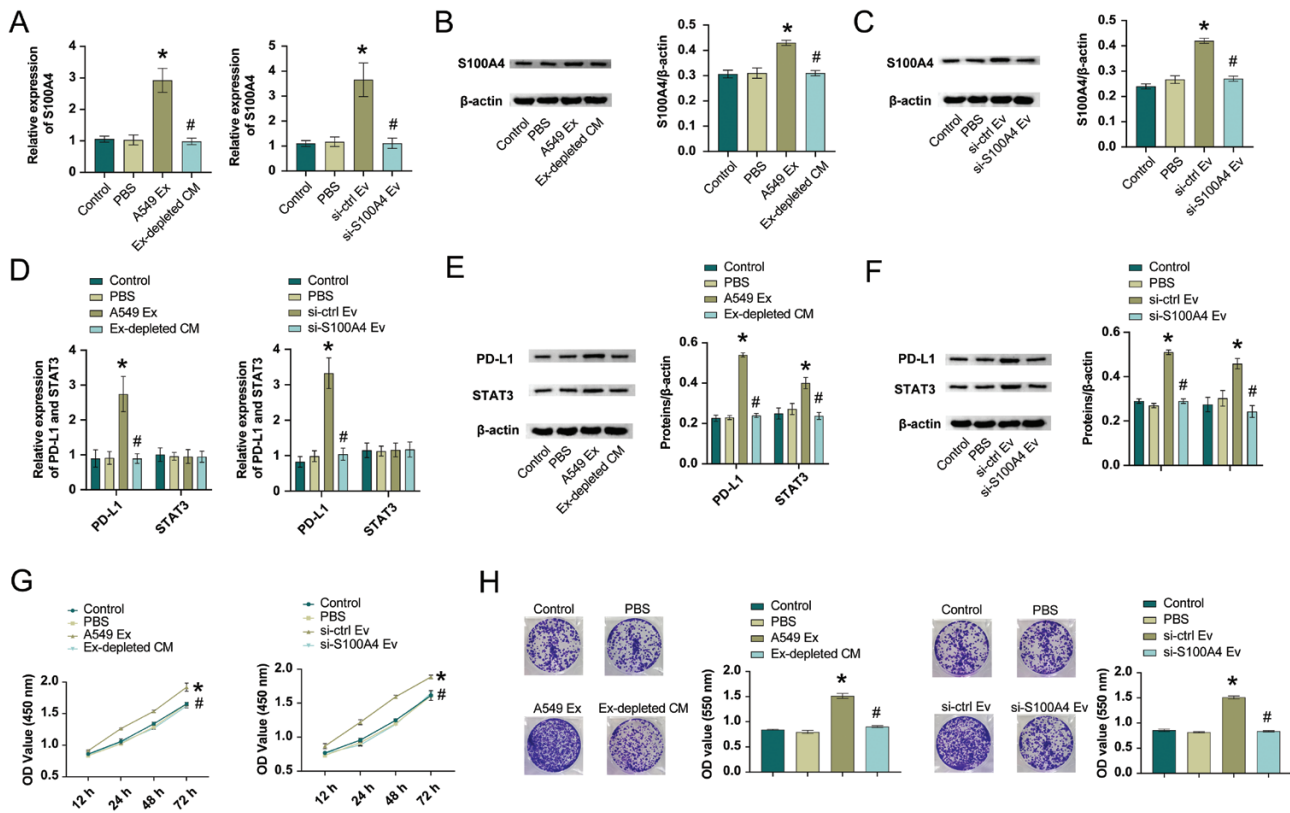 A
Relative expression
of S100A4
5
4
3
2
1
0
*
#
Control
PBS
A549 Ex
Ex-depleted CM
Relative expression
of S100A4
5
4
3
2
1
0
*
#
Control
PBS
si-ctrl Ev
si-S100A4 Ev
B
S100A4
β-actin
Control
PBS
A549 Ex
Ex-depleted CM
S100A4/β-actin
0.5
0.4
0.3
0.2
0.1
0.0
*
#
Control
PBS
A549 Ex
Ex-depleted CM
C
S100A4
β-actin
Control
PBS
si-ctrl Ev
si-S100A4 Ev
S100A4/β-actin
0.5
0.4
0.3
0.2
0.1
0.0
*
#
Control
PBS
si-ctrl Ev
si-S100A4 Ev
D
Control
PBS
A549 Ex
Ex-depleted CM
Relative expression
of PD-L1 and STAT3
4
3
2
1
0
*
#
PD-L1
STAT3
Control
PBS
si-ctrl Ev
si-S100A4 Ev
Relative expression
of PD-L1 and STAT3
4
3
2
1
0
*
#
PD-L1
STAT3
E
PD-L1
STAT3
β-actin
Control
PBS
A549 Ex
Ex-depleted CM
Control
PBS
A549 Ex
Ex-depleted CM
Proteins/β-actin
0.6
0.4
0.2
0.0
*
#
*
#
PD-L1
STAT3
F
PD-L1
STAT3
β-actin
Control
PBS
si-ctrl Ev
si-S100A4 Ev
Control
PBS
si-ctrl Ev
si-S100A4 Ev
Proteins/β-actin
0.6
0.4
0.2
0.0
*
#
*
#
G
Control
PBS
A549 Ex
Ex-depleted CM
OD Value (450 nm)
2.0
1.5
1.0
*
#
12 h
24 h
48 h
72 h
Control
PBS
si-ctrl Ev
si-S100A4 Ev
OD Value (450 nm)
2.0
1.5
1.0
0.5
*
#
12 h
24 h
48 h
72 h
H
Control
PBS
A549 Ex
Ex-depleted CM
Control
PBS
A549 Ex
Ex-depleted CM
OD value (550 nm)
2.0
1.5
1.0
0.5
0.0
*
#
Control
PBS
si-ctrl Ev
si-S100A4 Ev
Control
PBS
si-ctrl Ev
si-S100A4 Ev
OD value (550 nm)
2.0
1.5
1.0
0.5
0.0
*
#